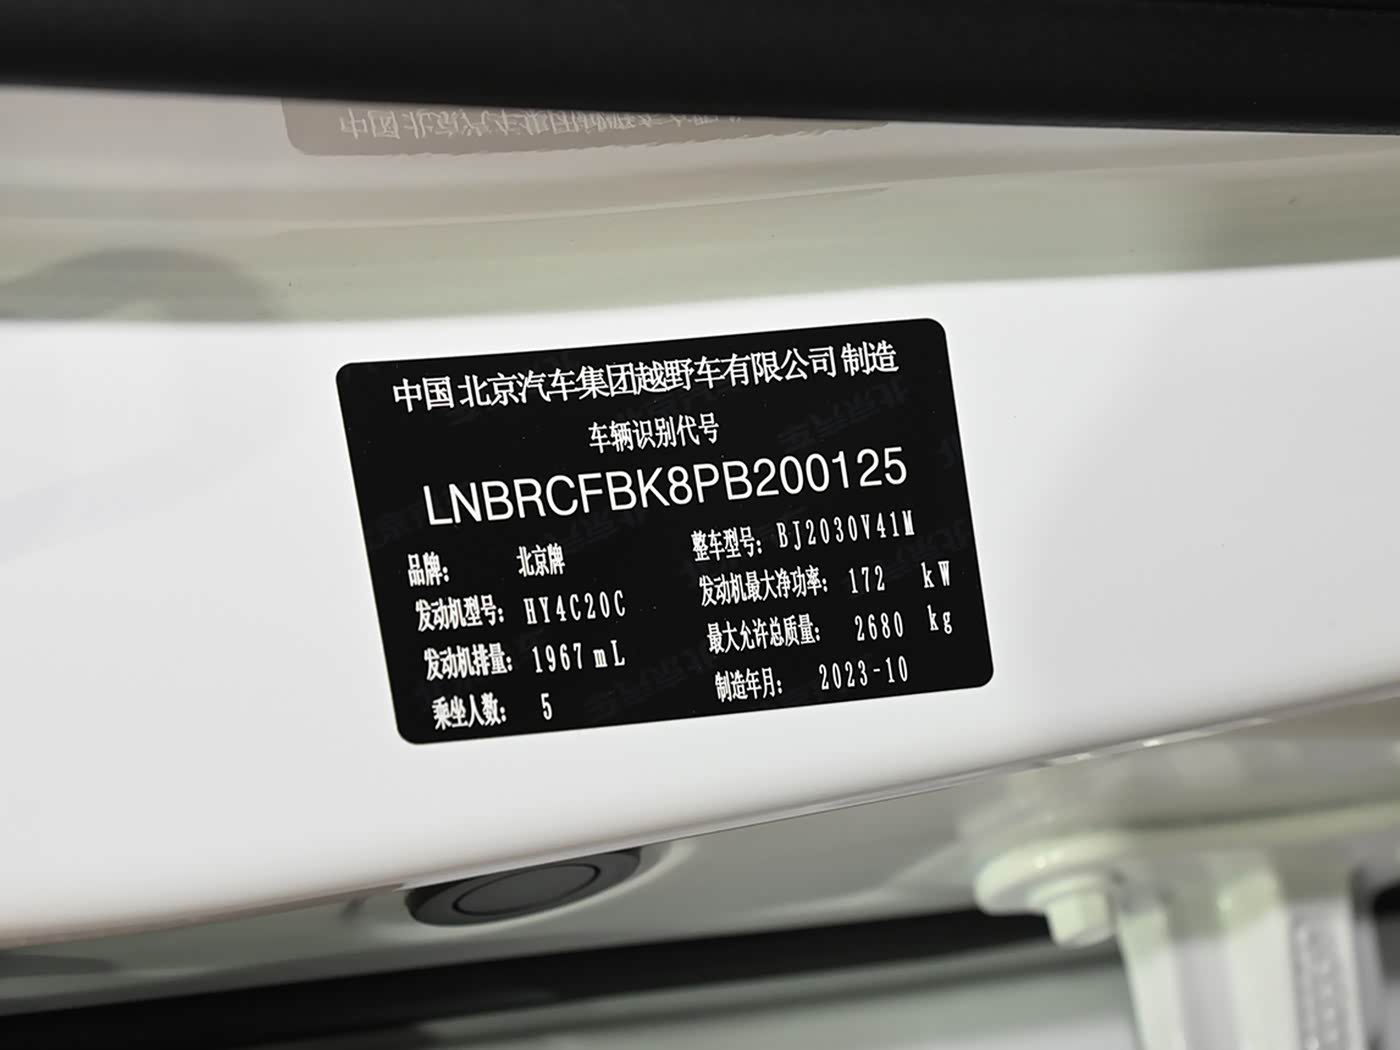 中国 北京汽车集团越野车有限公司 制造
车辆识别代号
LNBRCFBK8PB200125
品牌: 北京牌 整车型号: BJ2030V41M
发动机型号: HY4C20C 发动机最大净功率: 172 kW
发动机排量: 1967 mL 最大允许总质量: 2680 kg
乘坐人数: 5 制造年月: 2023-10